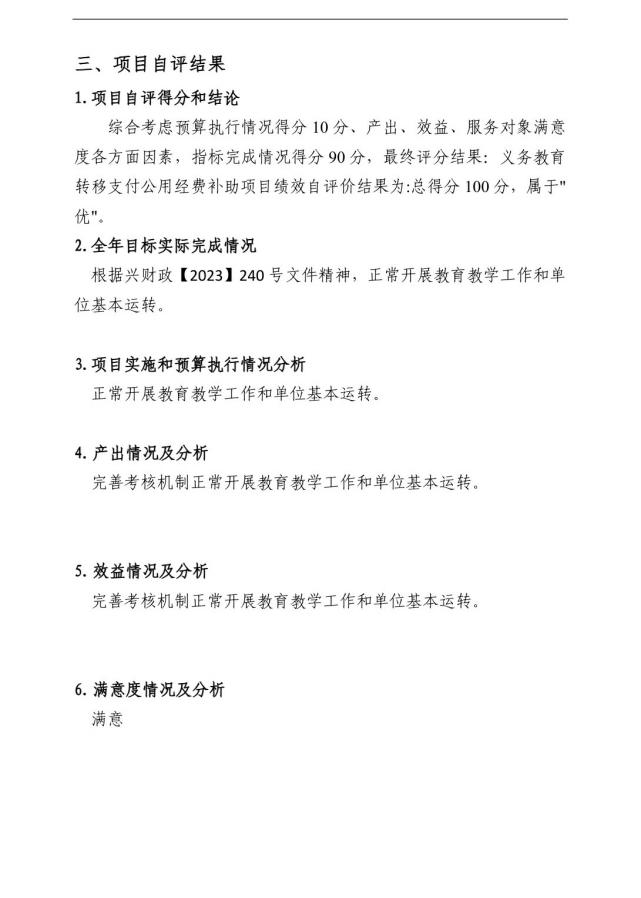 三、项目自评结果
1.项目自评得分和结论
综合考虑预算执行情况得分 10 分、产出、效益、服务对象满意
度各方面因素，指标完成情况得分 90 分，最终评分结果：义务教育
转移支付公用经费补助项目绩效自评价结果为:总得分 100 分，属于"
优"。
2.全年目标实际完成情况
根据兴财政【2023】240 号文件精神，正常开展教育教学工作和单
位基本运转。
3.项目实施和预算执行情况分析
正常开展教育教学工作和单位基本运转。
4. 产出情况及分析
完善考核机制正常开展教育教学工作和单位基本运转。
5. 效益情况及分析
完善考核机制正常开展教育教学工作和单位基本运转。
6. 满意度情况及分析
满意